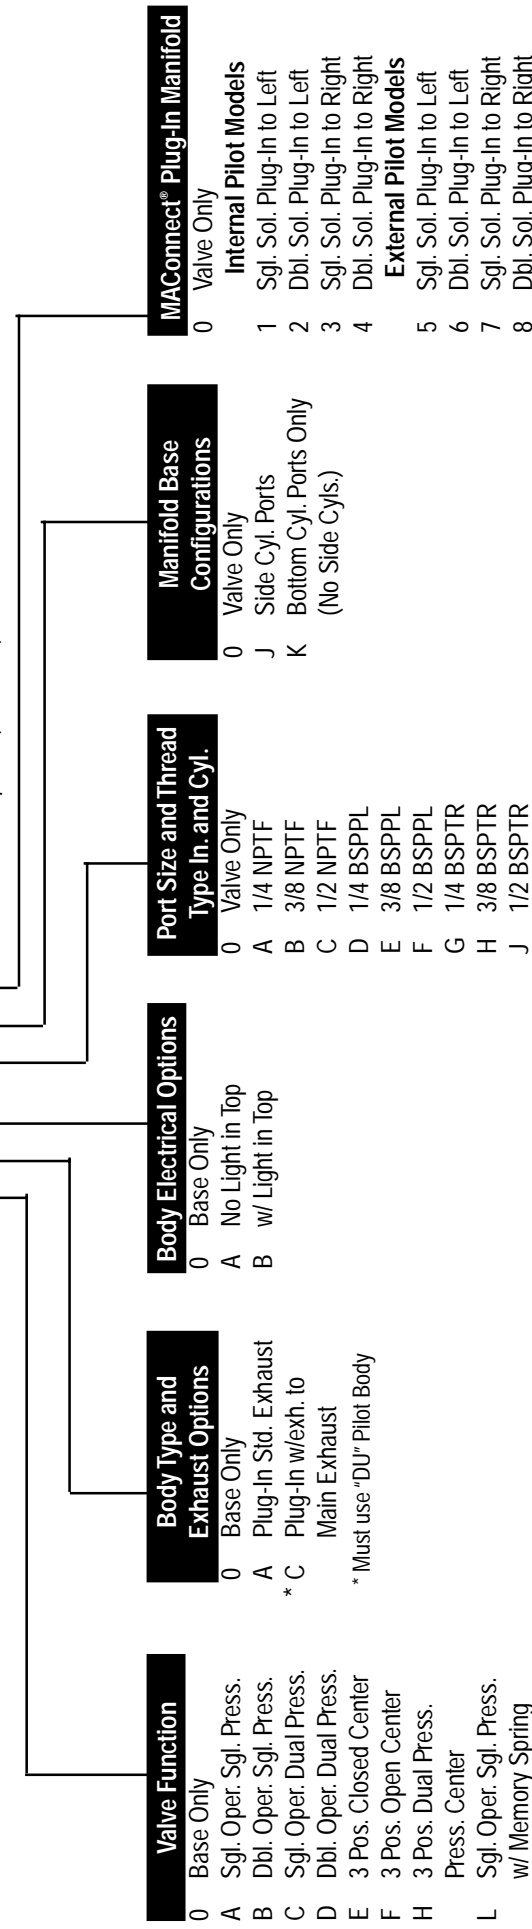 Valve Function
0 Base Only
A Sgl. Oper. Sgl. Press.
B Dbl. Oper. Sgl. Press.
C Sgl. Oper. Dual Press.
D Dbl. Oper. Dual Press.
E 3 Pos. Closed Center
F 3 Pos. Open Center
H 3 Pos. Dual Press.
Press. Center
L Sgl. Oper. Sgl. Press.
w/ Memory Spring
Body Type and
Exhaust Options
0 Base Only
A Plug-In Std. Exhaust
* C Plug-In w/exh. to
Main Exhaust
* Must use "DU" Pilot Body
Body Electrical Options
0 Base Only
A No Light in Top
B w/ Light in Top
Port Size and Thread
Type In. and Cyl.
0 Valve Only
A 1/4 NPTF
B 3/8 NPTF
C 1/2 NPTF
D 1/4 BSPPL
E 3/8 BSPPL
F 1/2 BSPPL
G 1/4 BSPTR
H 3/8 BSPTR
J 1/2 BSPTR
Manifold Base
Configurations
0 Valve Only
J Side Cyl. Ports
K Bottom Cyl. Ports Only
(No Side Cyls.)
MAConnect® Plug-In Manifold
0 Valve Only
Internal Pilot Models
1 Sgl. Sol. Plug-In to Left
2 Dbl. Sol. Plug-In to Left
3 Sgl. Sol. Plug-In to Right
4 Dbl. Sol. Plug-In to Right
External Pilot Models
5 Sgl. Sol. Plug-In to Left
6 Dbl. Sol. Plug-In to Left
7 Sgl. Sol. Plug-In to Right
8 Dbl. Sol. Plug-In to Right